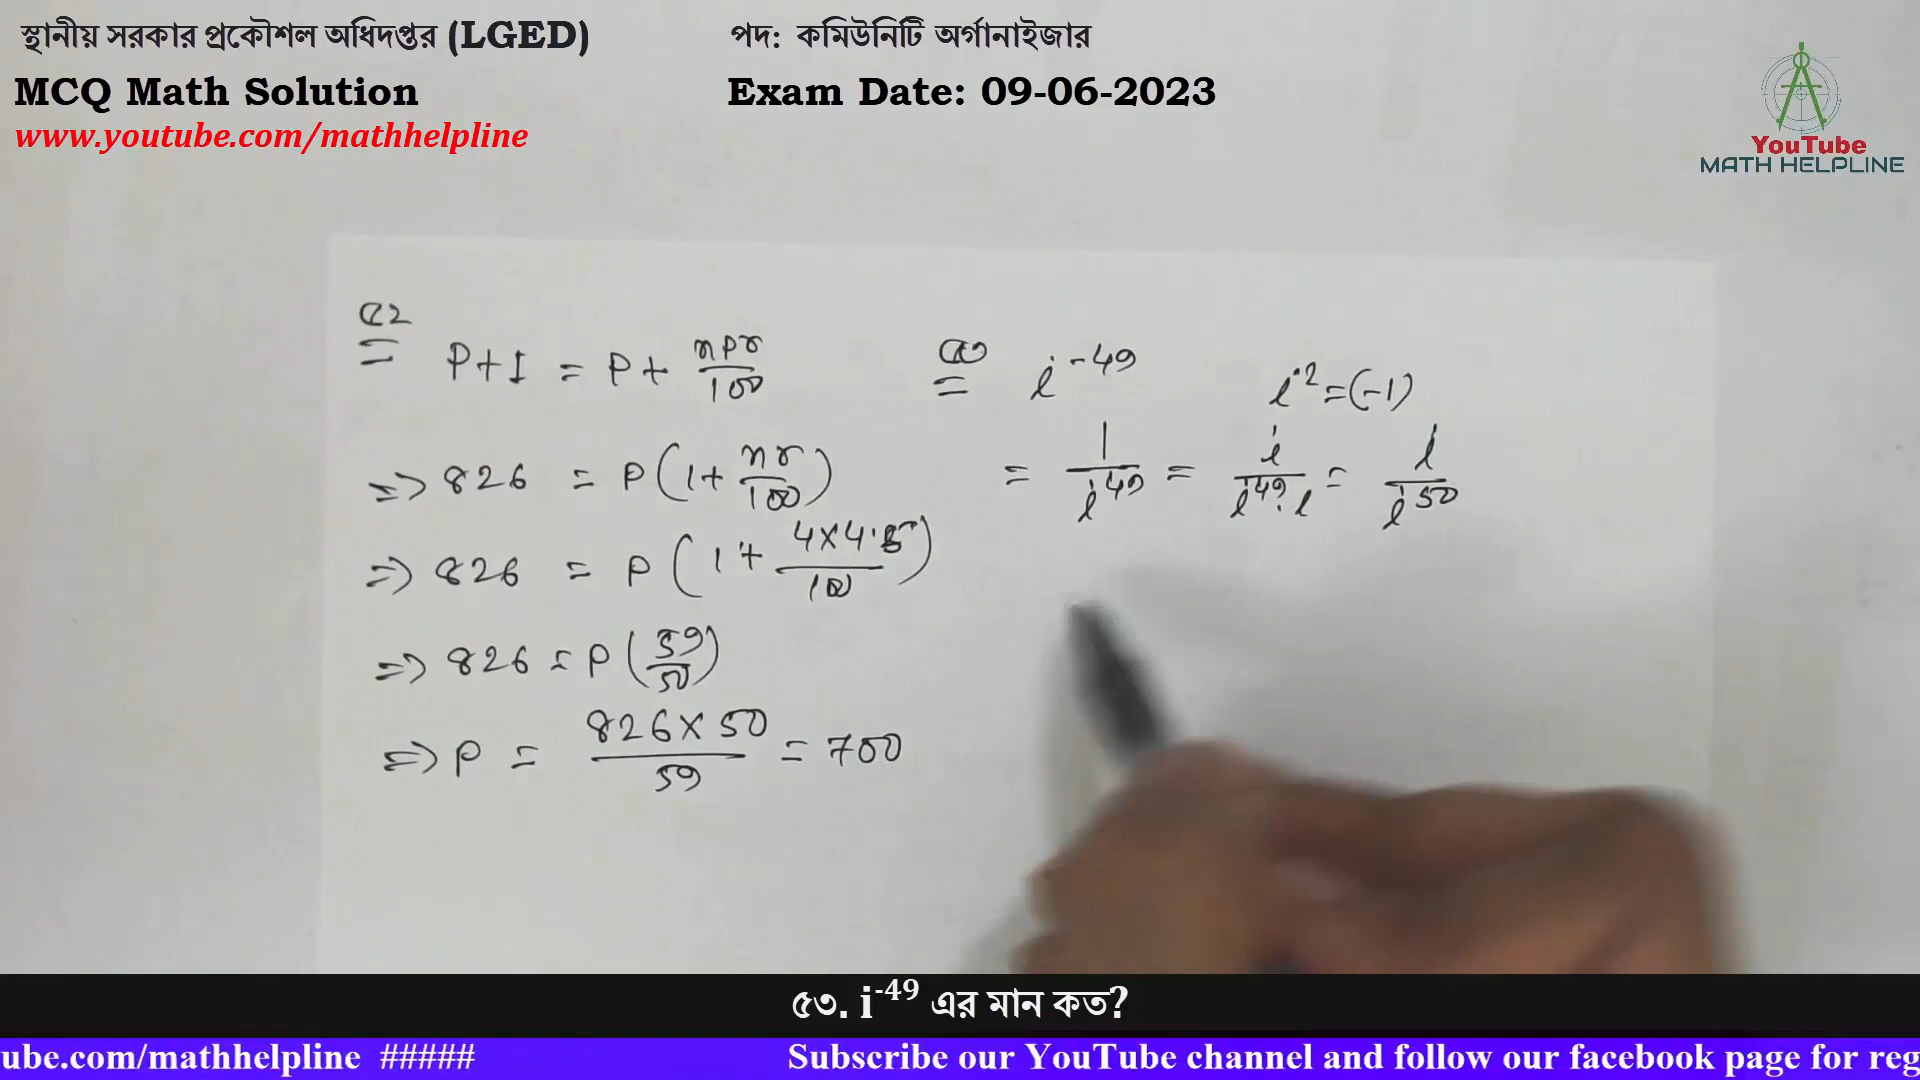 স্থানীয় সরকার প্রকৌশল অধিদপ্তর (LGED)
পদ: কমিউনিটি অর্গানাইজার
MCQ Math Solution
Exam Date: 09-06-2023
www.youtube.com/mathhelpline
YouTube
MATH HELPLINE
৫২
P+I = P + npr/100
=> 826 = P(1 + nr/100)
=> 826 = P(1 + 4×4.5/100)
=> 826 = P(59/50)
=> P = 826×50/59 = 700
৫৩
i^-49
i^2 = (-1)
= 1/i^49 = i/i^49.i = i/i^50
৫৩. i^-49 এর মান কত?
ube.com/mathhelpline #####
Subscribe our YouTube channel and follow our facebook page for reg